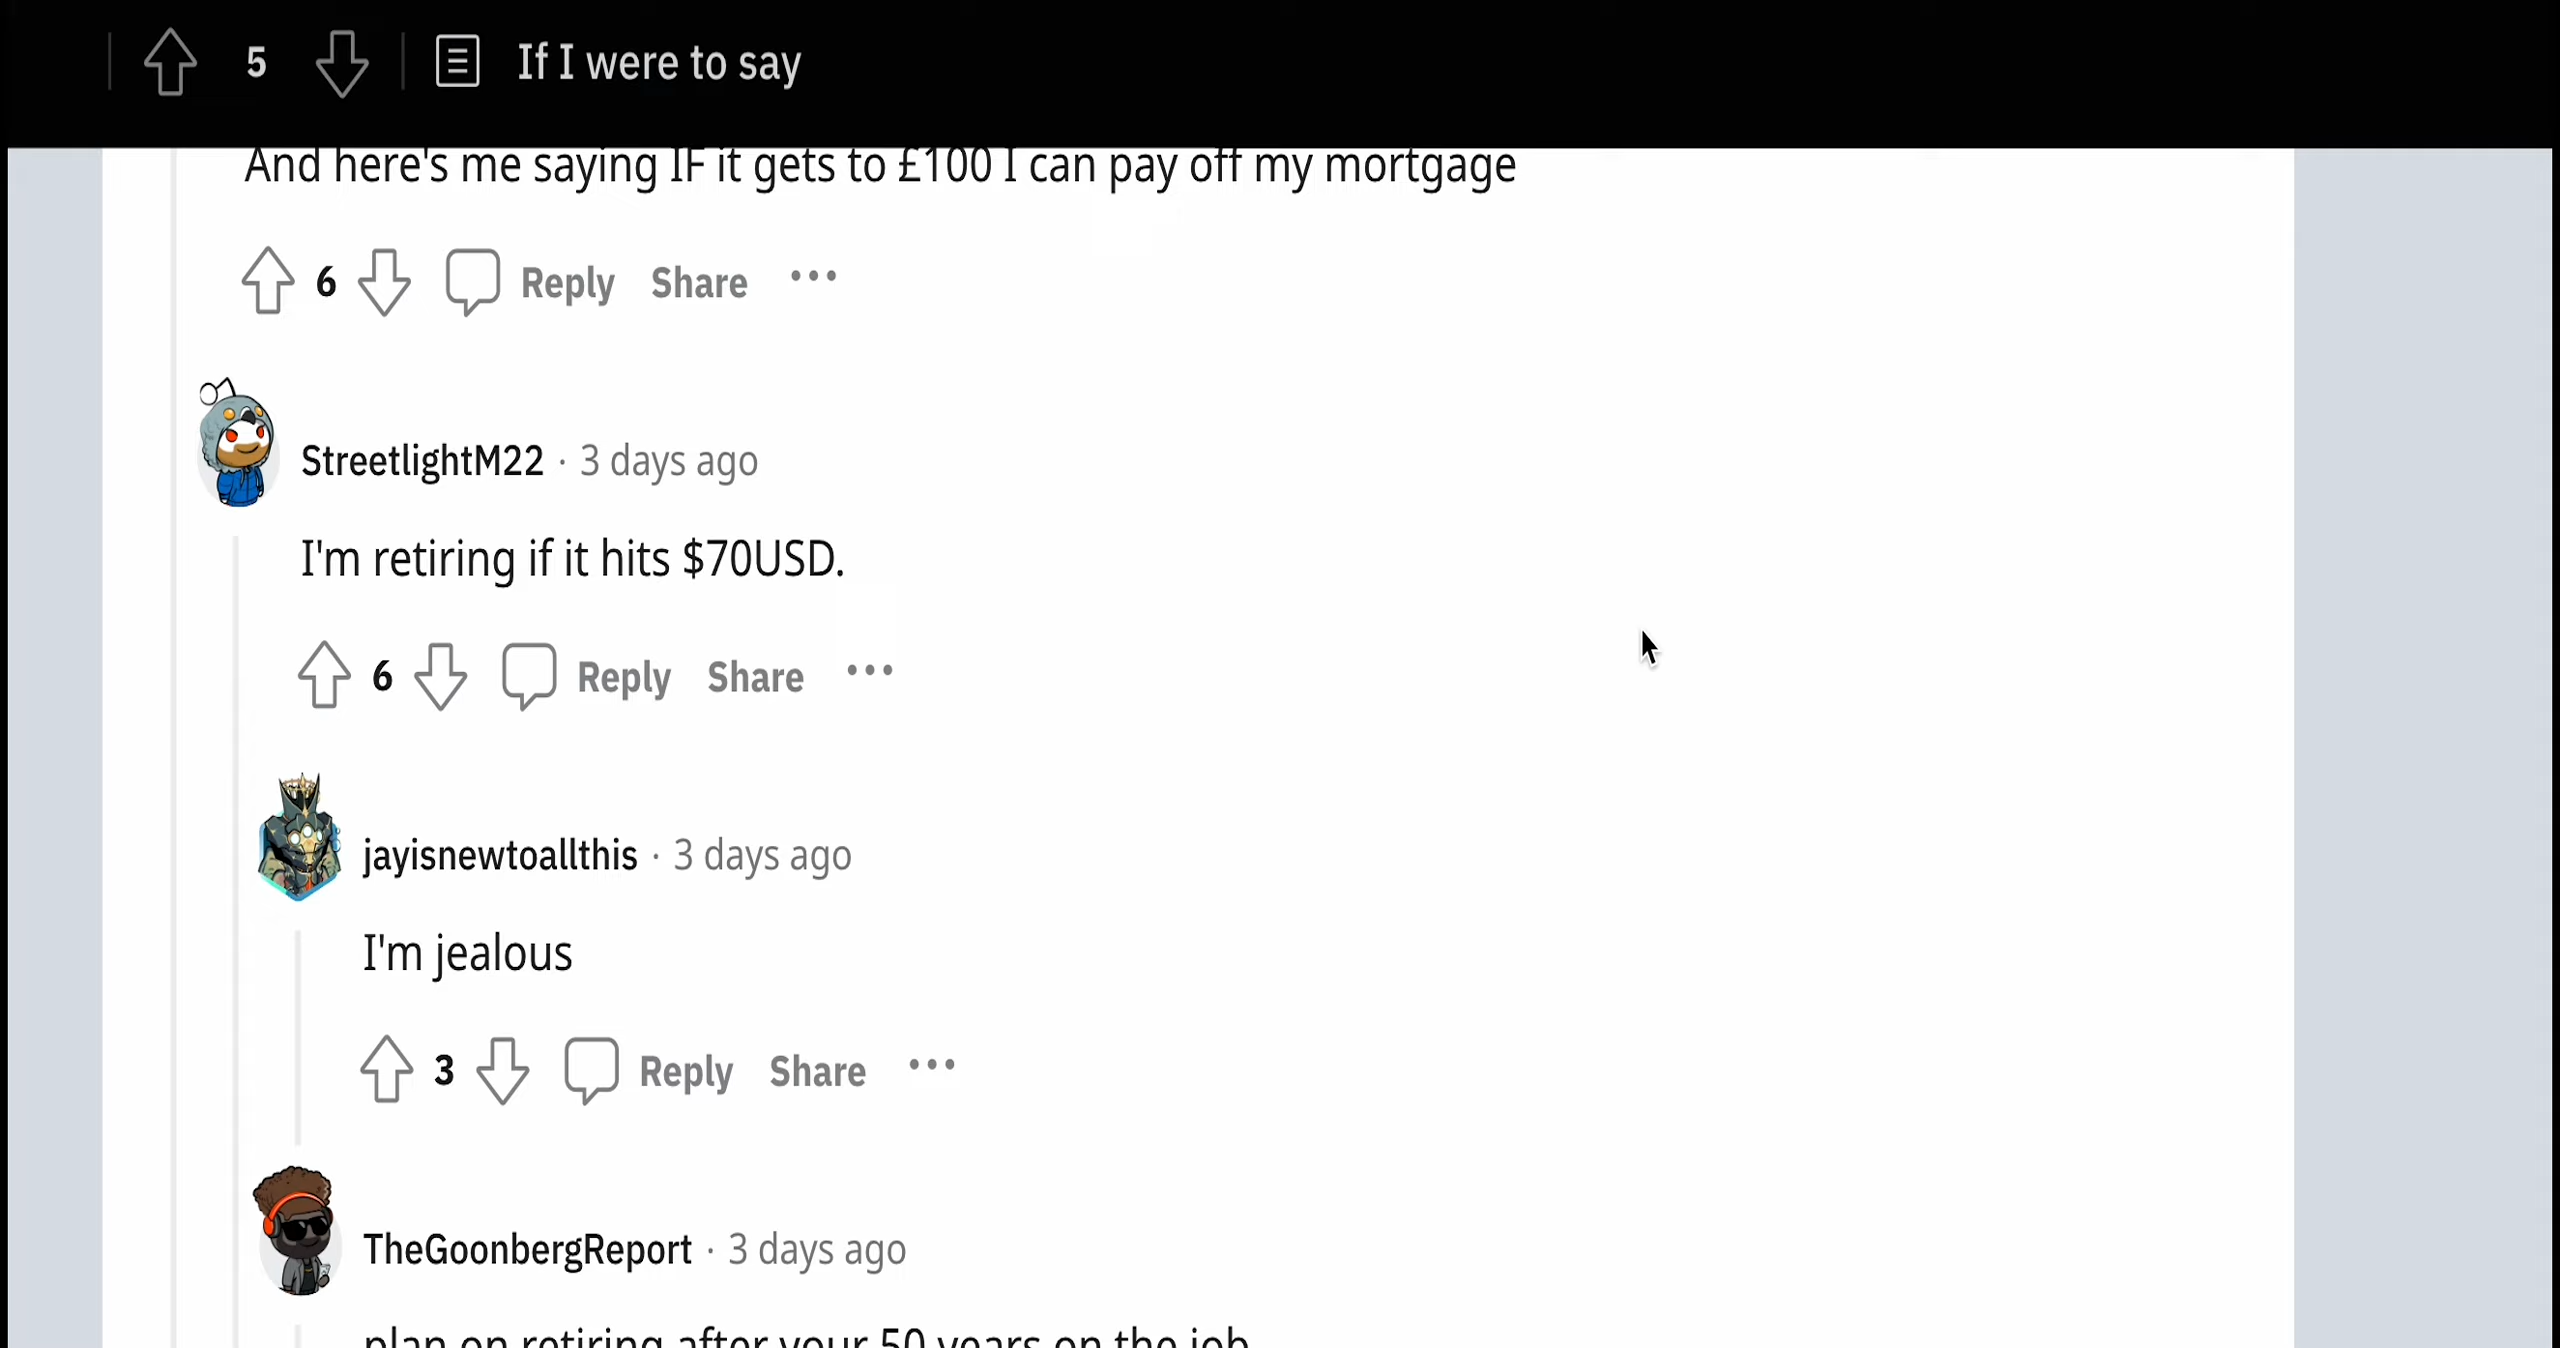 5 If I were to say
And here's me saying IF it gets to £100 I can pay off my mortgage
6 Reply Share ...
StreetlightM22 · 3 days ago
I'm retiring if it hits $70USD.
6 Reply Share ...
jayisnewtoallthis · 3 days ago
I'm jealous
3 Reply Share ...
TheGoonbergReport · 3 days ago
plan on retiring after your 50 years on the job